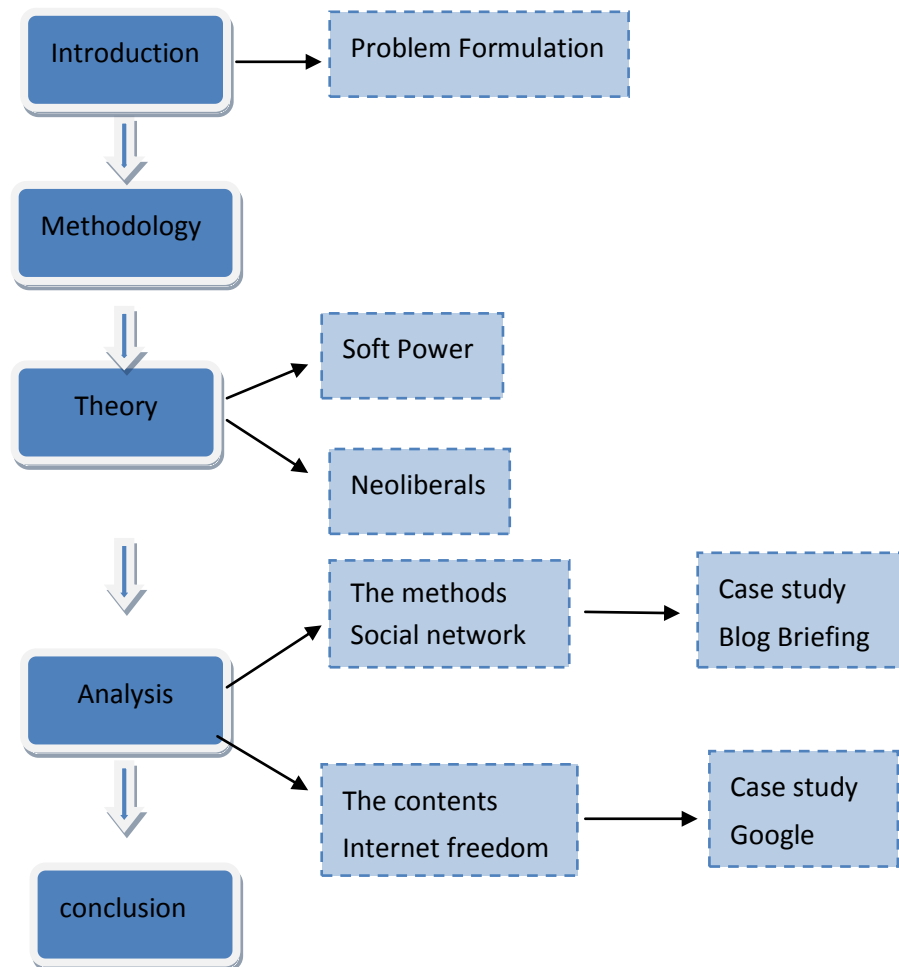 Introduction
Problem Formulation
Methodology
Theory
Soft Power
Neoliberals
Analysis
The methods
Social network
Case study
Blog Briefing
The contents
Internet freedom
Case study
Google
conclusion